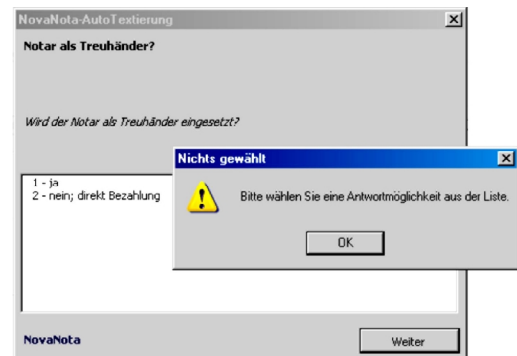 NovaNota-AutoTextierung
Notar als Treuhänder?
Wird der Notar als Treuhänder eingesetzt?
1 - ja
2 - nein; direkt Bezahlung
Nichts gewählt
Bitte wählen Sie eine Antwortmöglichkeit aus der Liste.
OK
NovaNota
Weiter